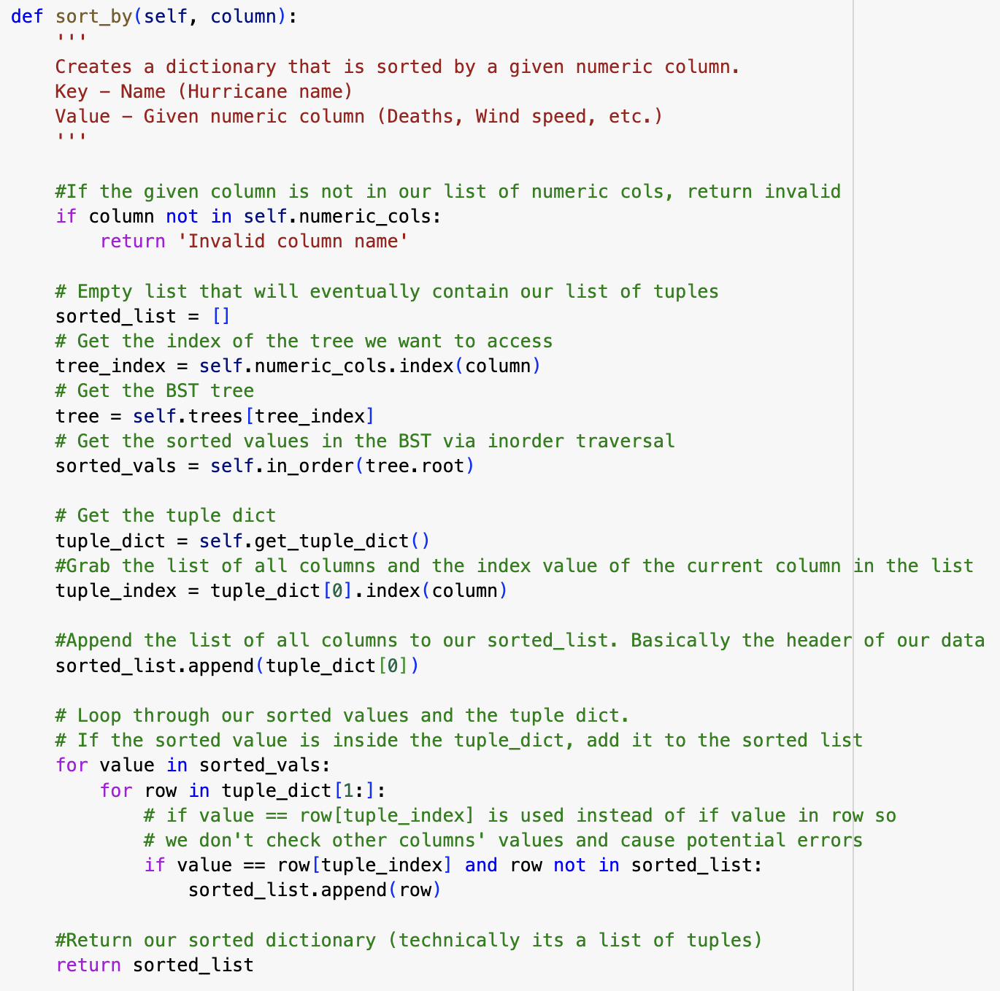 def sort_by(self, column):
    '''
    Creates a dictionary that is sorted by a given numeric column.
    Key – Name (Hurricane name)
    Value – Given numeric column (Deaths, Wind speed, etc.)
    '''

    #If the given column is not in our list of numeric cols, return invalid
    if column not in self.numeric_cols:
        return 'Invalid column name'

    # Empty list that will eventually contain our list of tuples
    sorted_list = []
    # Get the index of the tree we want to access
    tree_index = self.numeric_cols.index(column)
    # Get the BST tree
    tree = self.trees[tree_index]
    # Get the sorted values in the BST via inorder traversal
    sorted_vals = self.in_order(tree.root)

    # Get the tuple dict
    tuple_dict = self.get_tuple_dict()
    #Grab the list of all columns and the index value of the current column in the list
    tuple_index = tuple_dict[0].index(column)

    #Append the list of all columns to our sorted_list. Basically the header of our data
    sorted_list.append(tuple_dict[0])

    # Loop through our sorted values and the tuple dict.
    # If the sorted value is inside the tuple_dict, add it to the sorted list
    for value in sorted_vals:
        for row in tuple_dict[1:]:
            # if value == row[tuple_index] is used instead of if value in row so
            # we don't check other columns' values and cause potential errors
            if value == row[tuple_index] and row not in sorted_list:
                sorted_list.append(row)

    #Return our sorted dictionary (technically its a list of tuples)
    return sorted_list